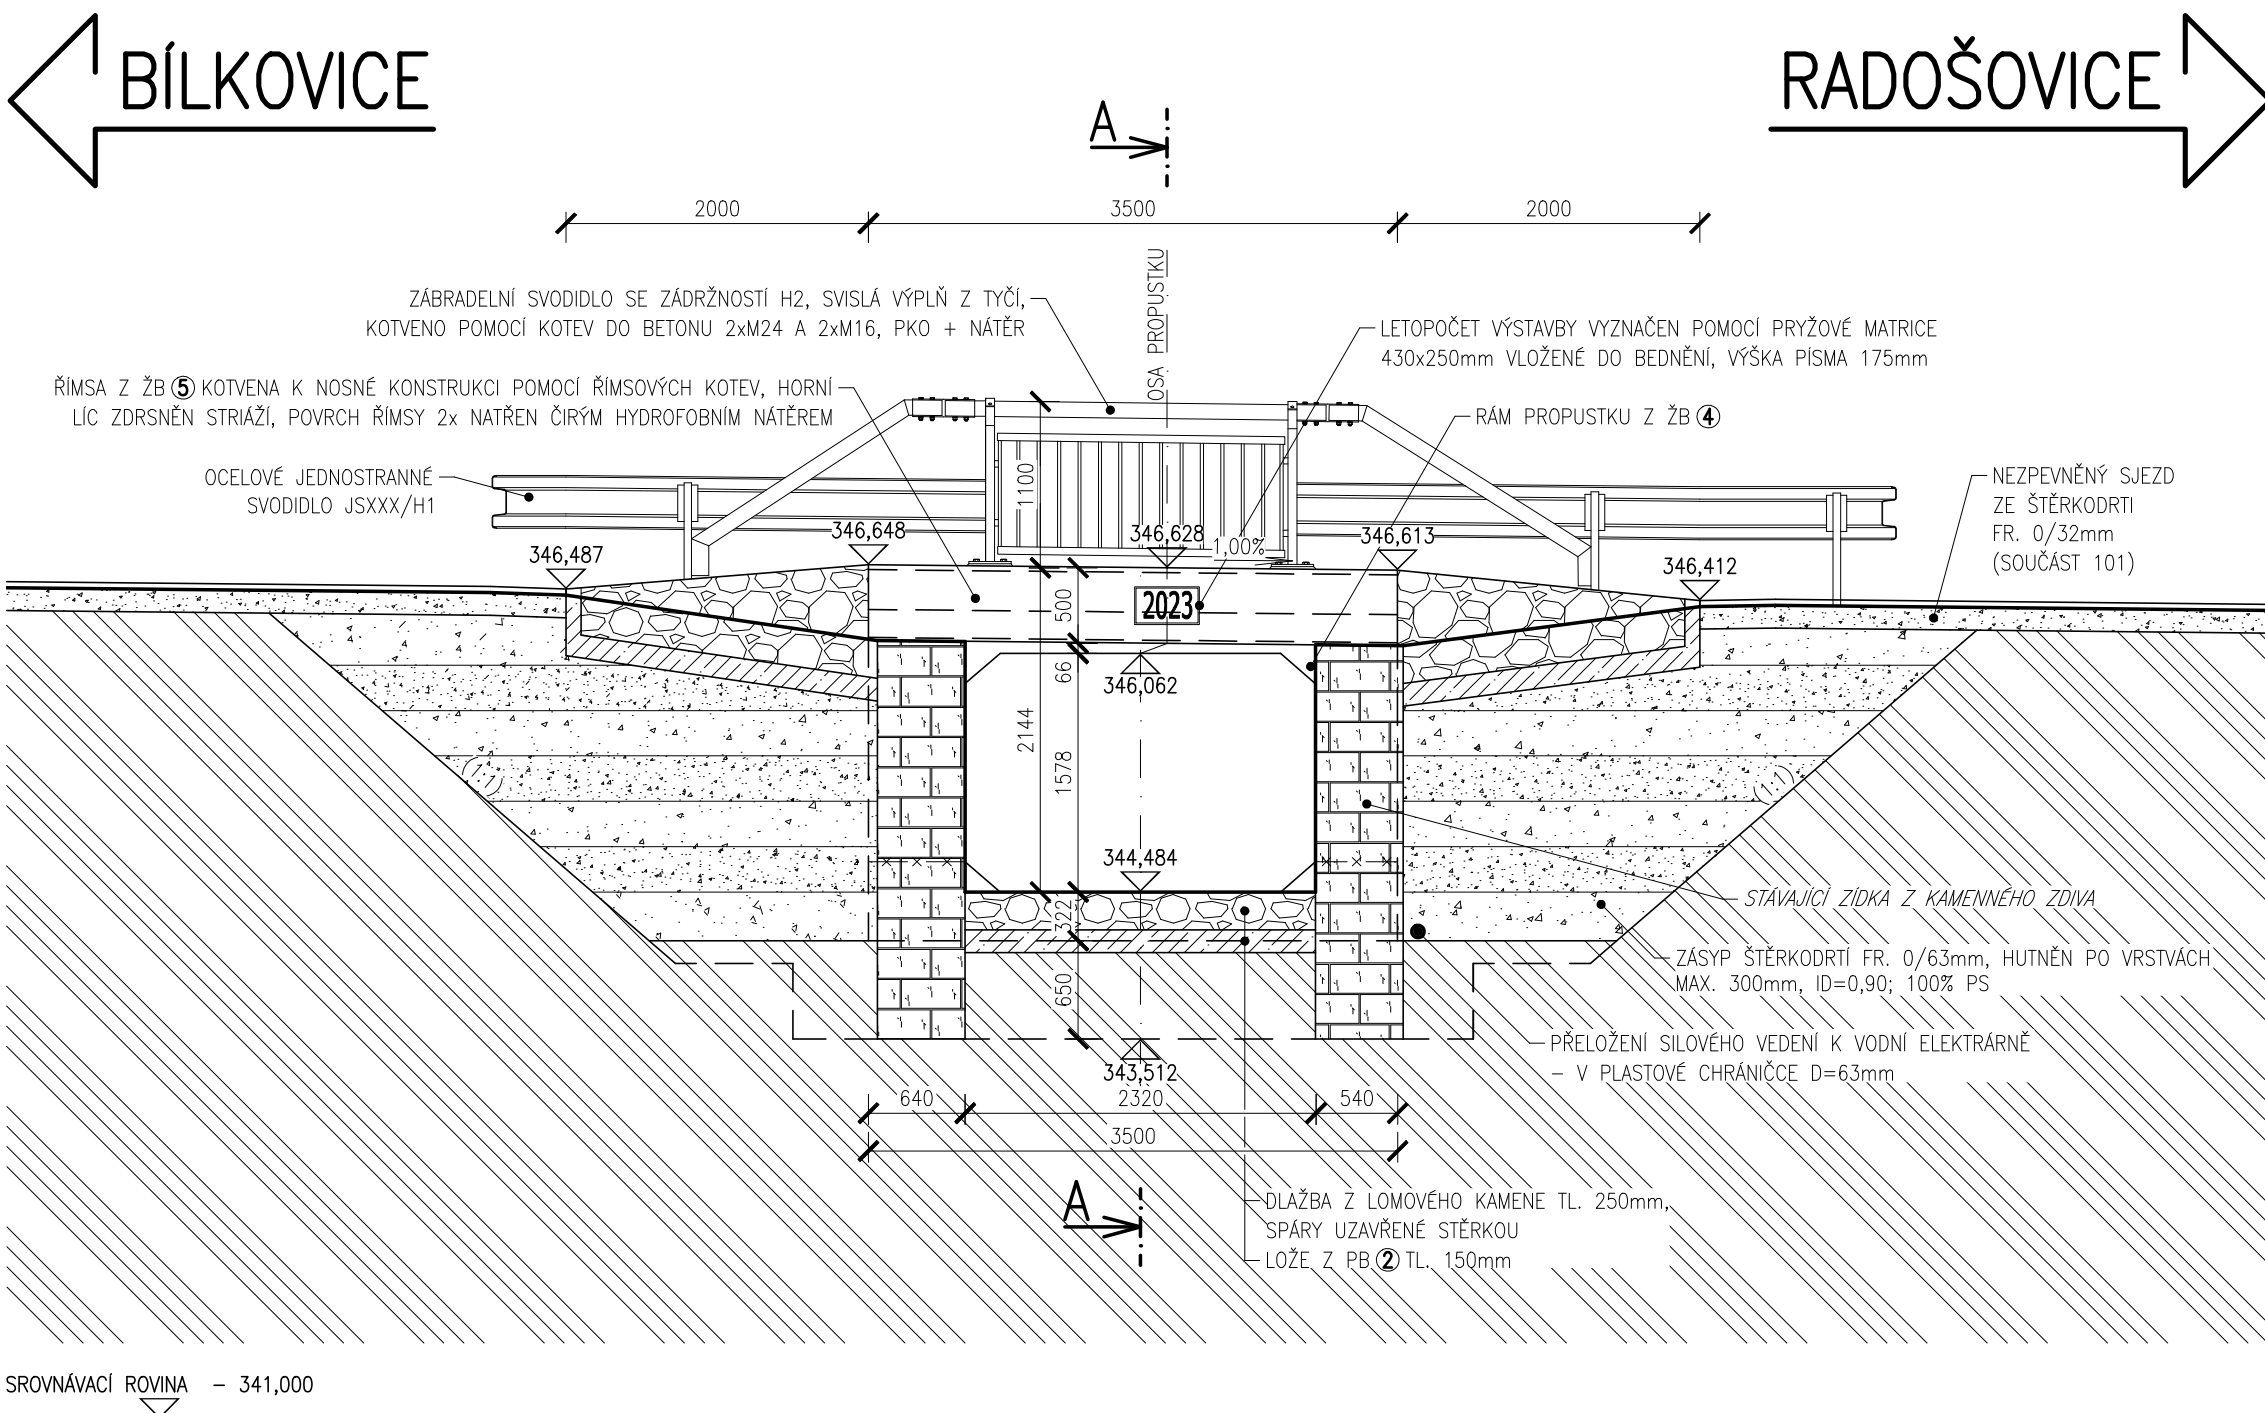 BÍLKOVICE
RADOŠOVICE
A
2000
3500
2000
OSA PROPUSTKU
ZÁBRADELNÍ SVODIDLO SE ZÁDRŽNOSTÍ H2, SVISLÁ VÝPLŇ Z TYČÍ,
KOTVENO POMOCÍ KOTEV DO BETONU 2xM24 A 2xM16, PKO + NÁTĚR
LETOPOČET VÝSTAVBY VYZNAČEN POMOCÍ PRYŽOVÉ MATRICE
430x250mm VLOŽENÉ DO BEDNĚNÍ, VÝŠKA PÍSMA 175mm
ŘÍMSA Z ŽB 5 KOTVENA K NOSNÉ KONSTRUKCI POMOCÍ ŘÍMSOVÝCH KOTEV, HORNÍ
LÍC ZDRSNĚN STRIÁŽÍ, POVRCH ŘÍMSY 2x NATŘEN ČIRÝM HYDROFOBNÍM NÁTĚREM
RÁM PROPUSTKU Z ŽB 4
OCELOVÉ JEDNOSTRANNÉ
SVODIDLO JSXXX/H1
NEZPEVNĚNÝ SJEZD
ZE ŠTĚRKODRTI
FR. 0/32mm
(SOUČÁST 101)
1100
346,487
346,648
346,628
1,00%
346,613
346,412
500
2023
66
346,062
2144
1578
1:1
1:1
344,484
322
650
STÁVAJÍCÍ ZÍDKA Z KAMENNÉHO ZDIVA
ZÁSYP ŠTĚRKODRTÍ FR. 0/63mm, HUTNĚN PO VRSTVÁCH
MAX. 300mm, ID=0,90; 100% PS
PŘELOŽENÍ SILOVÉHO VEDENÍ K VODNÍ ELEKTRÁRNĚ
- V PLASTOVÉ CHRÁNIČCE D=63mm
343,512
640
2320
540
3500
A
DLAŽBA Z LOMOVÉHO KAMENE TL. 250mm,
SPÁRY UZAVŘENÉ STĚRKOU
LOŽE Z PB 2 TL. 150mm
SROVNÁVACÍ ROVINA - 341,000